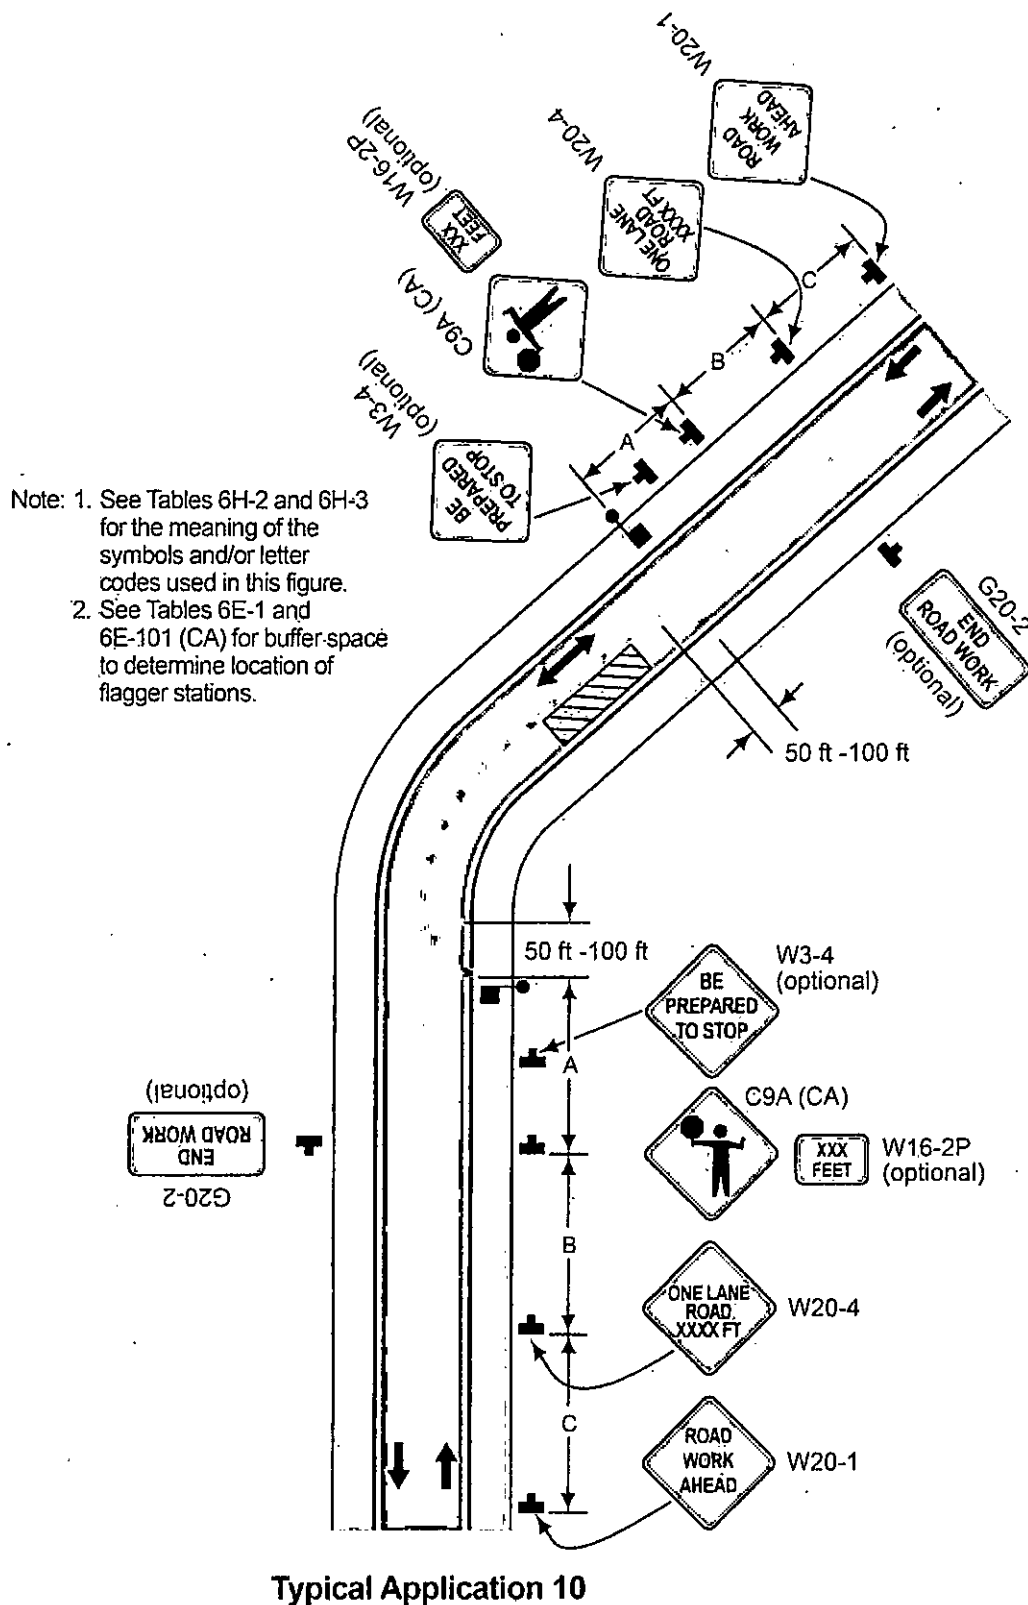 W20-1
ROAD
WORK
AHEAD
W20-4
ONE LANE
ROAD
XXXX FT
W16-2P
(optional)
XXX
FEET
C9A (CA)
W3-4
(optional)
BE
PREPARED
TO STOP
C
B
A
Note: 1. See Tables 6H-2 and 6H-3
for the meaning of the
symbols and/or letter
codes used in this figure.
2. See Tables 6E-1 and
6E-101 (CA) for buffer space
to determine location of
flagger stations.
G20-2
END
ROAD WORK
(optional)
50 ft -100 ft
50 ft -100 ft
W3-4
(optional)
BE
PREPARED
TO STOP
A
C9A (CA)
XXX
FEET
W16-2P
(optional)
G20-2
END
ROAD WORK
(optional)
B
ONE LANE
ROAD
XXXX FT
W20-4
C
ROAD
WORK
AHEAD
W20-1
Typical Application 10